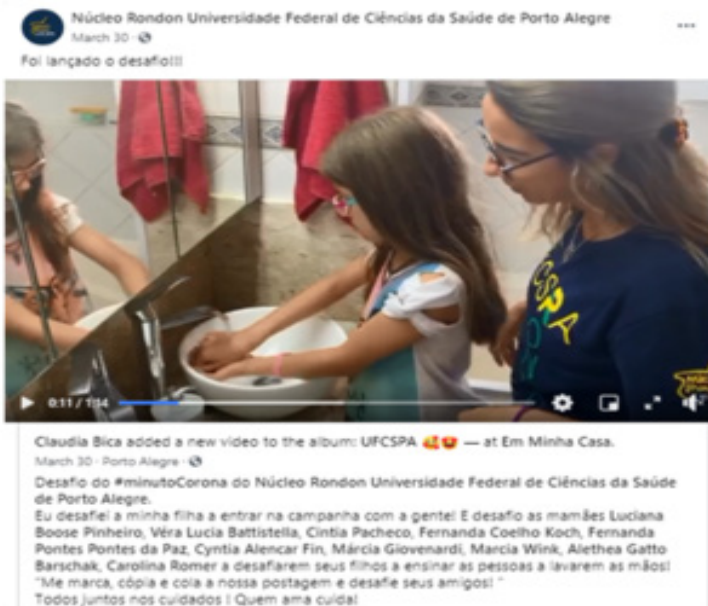 Núcleo Rondon Universidade Federal de Ciências da Saúde de Porto Alegre
March 30 ·
Foi lançado o desafio!!!
0:11 / 1:14
Claudia Bica added a new video to the album: UFCSPA — at Em Minha Casa.
March 30 · Porto Alegre ·
Desafio do #minutoCorona do Núcleo Rondon Universidade Federal de Ciências da Saúde
de Porto Alegre.
Eu desafiei a minha filha a entrar na campanha com a gente! E desafio as mamães Luciana
Boose Pinheiro, Véra Lucia Battistella, Cintia Pacheco, Fernanda Coelho Koch, Fernanda
Pontes Pontes da Paz, Cyntia Alencar Fin, Márcia Giovenardi, Marcia Wink, Alethea Gatto
Barschak, Carolina Romer a desafiarem seus filhos a ensinar as pessoas a lavarem as mãos!
"Me marca, cópia e cola a nossa postagem e desafie seus amigos! "
Todos juntos nos cuidados ! Quem ama cuida!